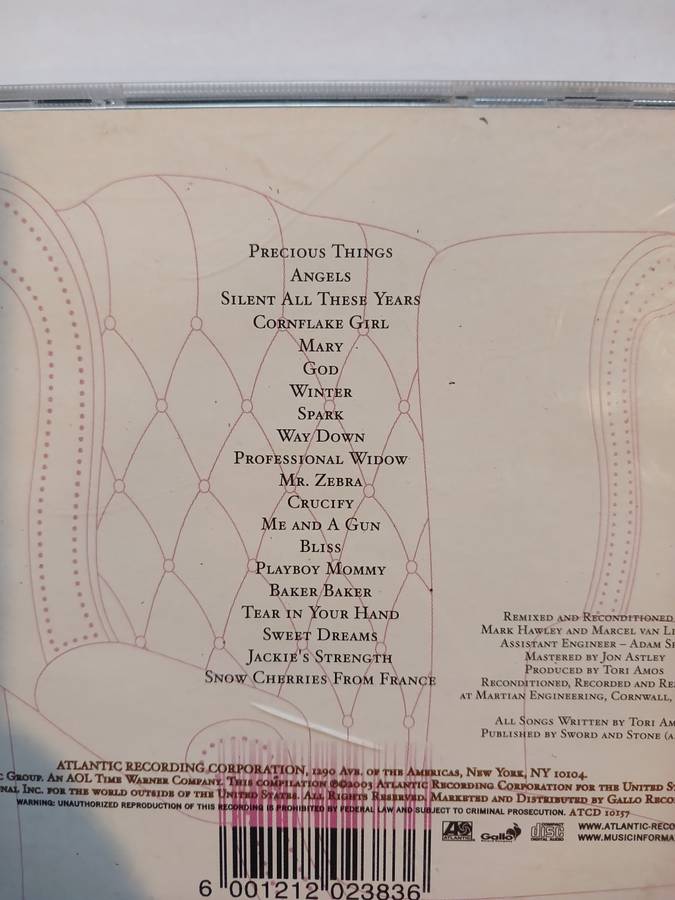 Precious Things
Angels
Silent All These Years
Cornflake Girl
Mary
God
Winter
Spark
Way Down
Professional Widow
Mr. Zebra
Crucify
Me and A Gun
Bliss
Playboy Mommy
Baker Baker
Tear in Your Hand
Sweet Dreams
Jackie's Strength
Snow Cherries From France
Remixed and Reconditioned
Mark Hawley and Marcel van
Assistant Engineer – Adam
Mastered by Jon Astley
Produced by Tori Amos
Reconditioned, Recorded and
at Martian Engineering, Cornwall,
All Songs Written by Tori
Published by Sword and Stone
ATLANTIC RECORDING CORPORATION, 1290 Ave. of the Americas, New York, NY 10104.
Group. An AOL Time Warner Company. This compilation ℗©2003 Atlantic Recording Corporation for the United
Inc. for the world outside of the United States. All Rights Reserved. Marketed and Distributed by Gallo
WARNING: UNAUTHORIZED REPRODUCTION OF THIS RECORDING IS PROHIBITED BY FEDERAL LAW AND SUBJECT TO CRIMINAL PROSECUTION. ATCD 10157
ATLANTIC Gallo COMPACT disc DIGITAL AUDIO
6 001212 023836